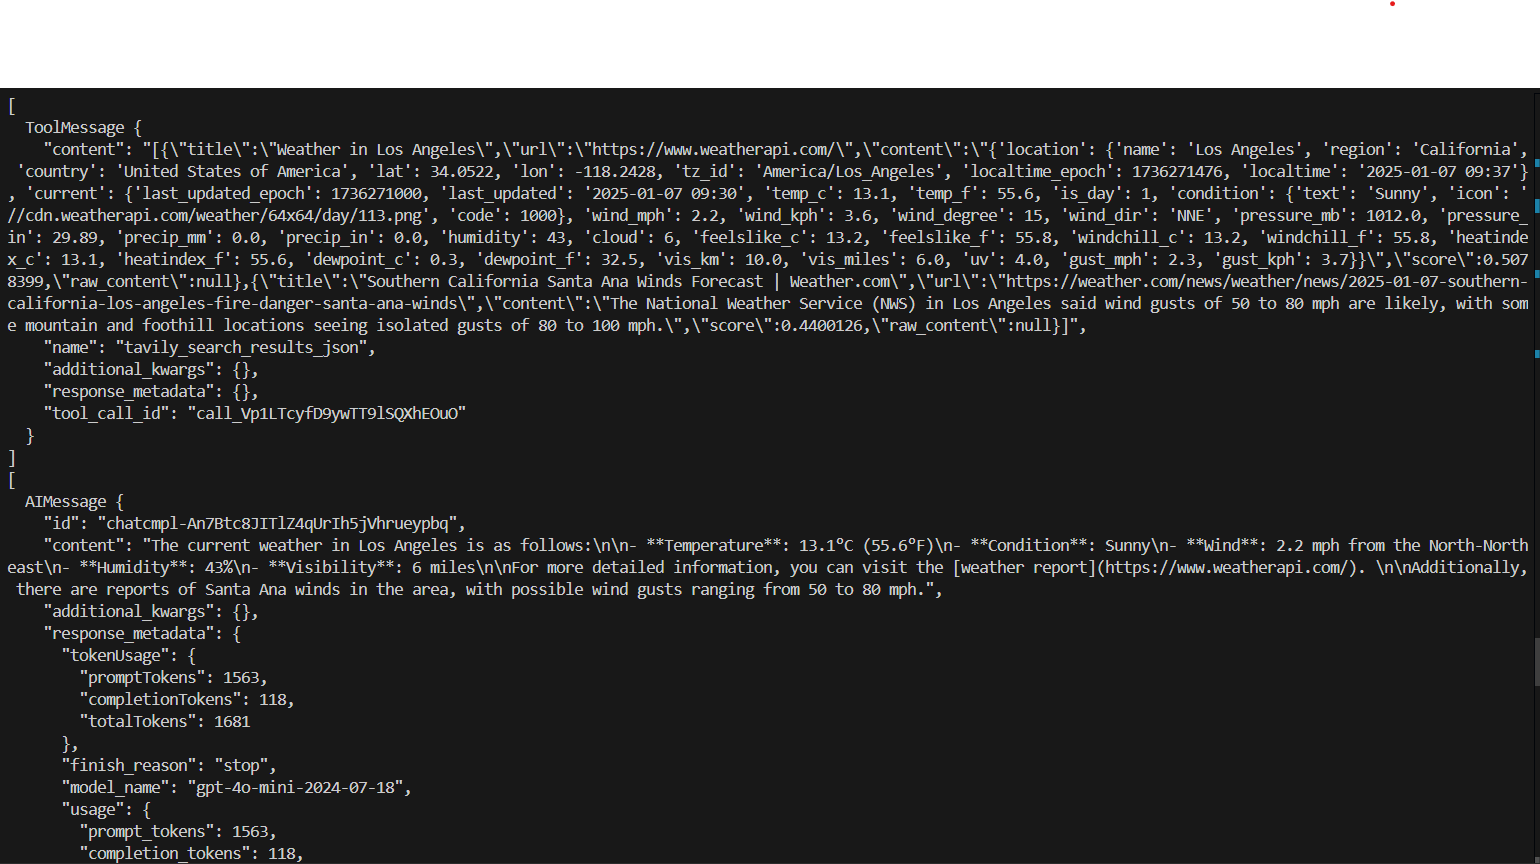 [
  ToolMessage {
    "content": "[{\"title\":\"Weather in Los Angeles\",\"url\":\"https://www.weatherapi.com/\",\"content\":\"{'location': {'name': 'Los Angeles', 'region': 'California',
 'country': 'United States of America', 'lat': 34.0522, 'lon': -118.2428, 'tz_id': 'America/Los_Angeles', 'localtime_epoch': 1736271476, 'localtime': '2025-01-07 09:37'}
, 'current': {'last_updated_epoch': 1736271000, 'last_updated': '2025-01-07 09:30', 'temp_c': 13.1, 'temp_f': 55.6, 'is_day': 1, 'condition': {'text': 'Sunny', 'icon': '
//cdn.weatherapi.com/weather/64x64/day/113.png', 'code': 1000}, 'wind_mph': 2.2, 'wind_kph': 3.6, 'wind_degree': 15, 'wind_dir': 'NNE', 'pressure_mb': 1012.0, 'pressure_
in': 29.89, 'precip_mm': 0.0, 'precip_in': 0.0, 'humidity': 43, 'cloud': 6, 'feelslike_c': 13.2, 'feelslike_f': 55.8, 'windchill_c': 13.2, 'windchill_f': 55.8, 'heatinde
x_c': 13.1, 'heatindex_f': 55.6, 'dewpoint_c': 0.3, 'dewpoint_f': 32.5, 'vis_km': 10.0, 'vis_miles': 6.0, 'uv': 4.0, 'gust_mph': 2.3, 'gust_kph': 3.7}}\",\"score\":0.507
8399,\"raw_content\":null},{\"title\":\"Southern California Santa Ana Winds Forecast | Weather.com\",\"url\":\"https://weather.com/news/weather/news/2025-01-07-southern-
california-los-angeles-fire-danger-santa-ana-winds\",\"content\":\"The National Weather Service (NWS) in Los Angeles said wind gusts of 50 to 80 mph are likely, with som
e mountain and foothill locations seeing isolated gusts of 80 to 100 mph.\",\"score\":0.4400126,\"raw_content\":null}]",
    "name": "tavily_search_results_json",
    "additional_kwargs": {},
    "response_metadata": {},
    "tool_call_id": "call_Vp1LTcyfD9ywTT9lSQXhEOuO"
  }
]
[
  AIMessage {
    "id": "chatcmpl-An7Btc8JITlZ4qUrIh5jVhrueypbq",
    "content": "The current weather in Los Angeles is as follows:\n\n- **Temperature**: 13.1°C (55.6°F)\n- **Condition**: Sunny\n- **Wind**: 2.2 mph from the North-North
east\n- **Humidity**: 43%\n- **Visibility**: 6 miles\n\nFor more detailed information, you can visit the [weather report](https://www.weatherapi.com/). \n\nAdditionally,
 there are reports of Santa Ana winds in the area, with possible wind gusts ranging from 50 to 80 mph.",
    "additional_kwargs": {},
    "response_metadata": {
      "tokenUsage": {
        "promptTokens": 1563,
        "completionTokens": 118,
        "totalTokens": 1681
      },
      "finish_reason": "stop",
      "model_name": "gpt-4o-mini-2024-07-18",
      "usage": {
        "prompt_tokens": 1563,
        "completion_tokens": 118,